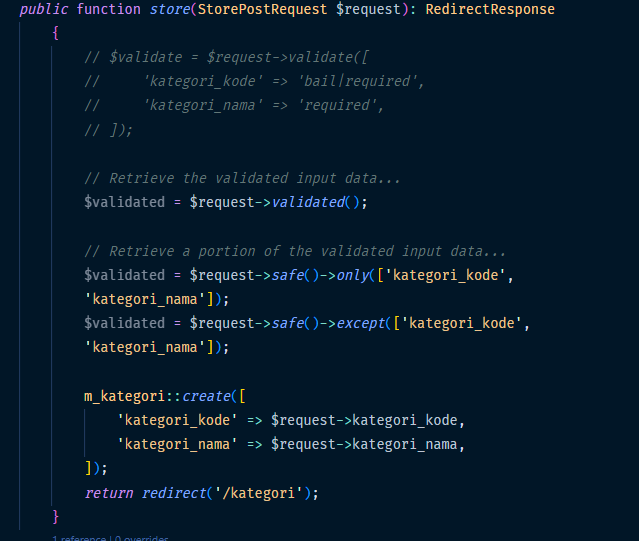 public function store(StorePostRequest $request): RedirectResponse
{
// $validate = $request->validate([
//     'kategori_kode' => 'bail|required',
//     'kategori_nama' => 'required',
// ]);
// Retrieve the validated input data...
$validated = $request->validated();
// Retrieve a portion of the validated input data...
$validated = $request->safe()->only(['kategori_kode',
'kategori_nama']);
$validated = $request->safe()->except(['kategori_kode',
'kategori_nama']);
m_kategori::create([
'kategori_kode' => $request->kategori_kode,
'kategori_nama' => $request->kategori_nama,
]);
return redirect('/kategori');
}
1 reference | 0 overrides